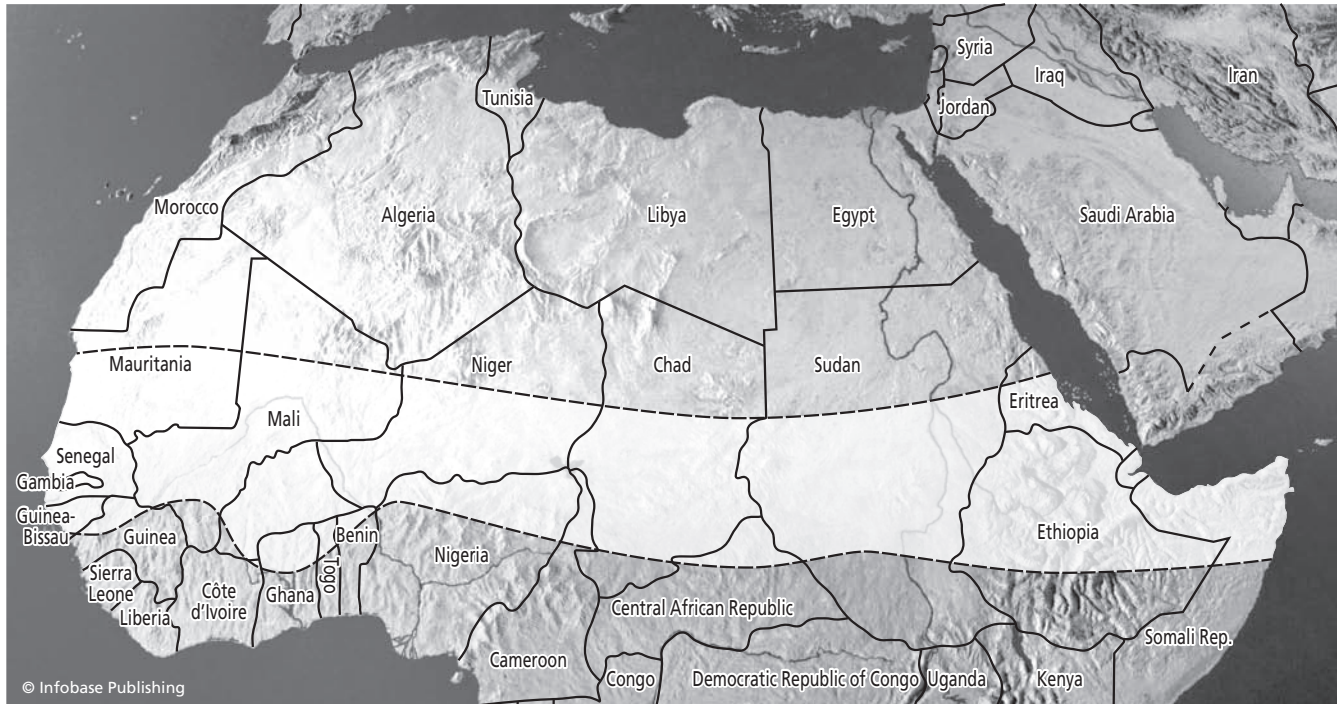 Syria
Iraq
Iran
Jordan
Tunisia
Morocco
Algeria
Libya
Egypt
Saudi Arabia
Mauritania
Niger
Chad
Sudan
Mali
Eritrea
Senegal
Gambia
Guinea-
Bissau
Guinea
Benin
Nigeria
Ethiopia
Sierra
Leone
Liberia
Côte
d'Ivoire
Ghana
Togo
Central African Republic
Somali Rep.
Cameroon
Congo
Democratic Republic of Congo
Uganda
Kenya
© Infobase Publishing